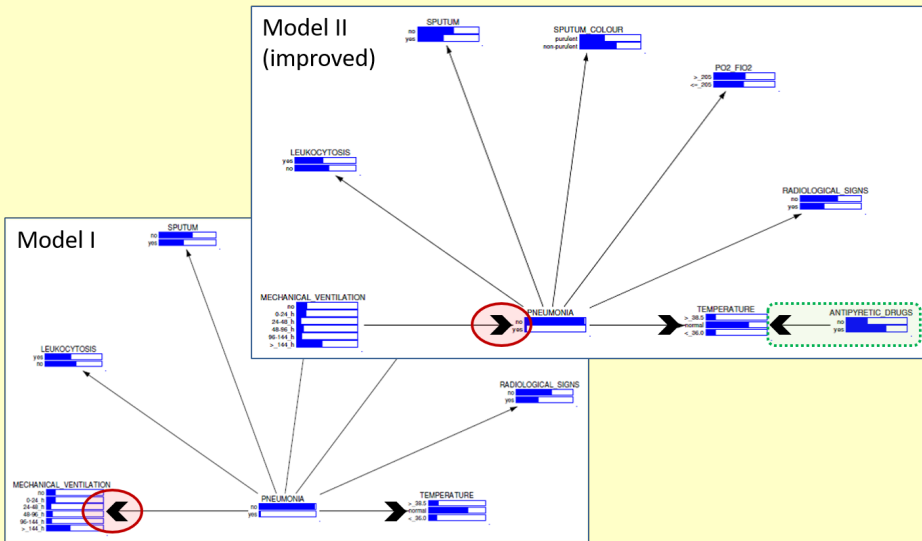 Model II
(improved)
SPUTUM
no
yes
SPUTUM_COLOUR
purulent
non-purulent
PO2_FIO2
>_205
<=_205
LEUKOCYTOSIS
yes
no
RADIOLOGICAL_SIGNS
no
yes
MECHANICAL_VENTILATION
no
0-24_h
24-48_h
48-96_h
96-144_h
>_144_h
PNEUMONIA
no
yes
TEMPERATURE
>_38.5
normal
<_36.0
ANTIPYRETIC_DRUGS
no
yes
Model I
SPUTUM
no
yes
LEUKOCYTOSIS
yes
no
RADIOLOGICAL_SIGNS
no
yes
MECHANICAL_VENTILATION
no
0-24_h
24-48_h
48-96_h
96-144_h
>_144_h
PNEUMONIA
no
yes
TEMPERATURE
>_38.5
normal
<_36.0